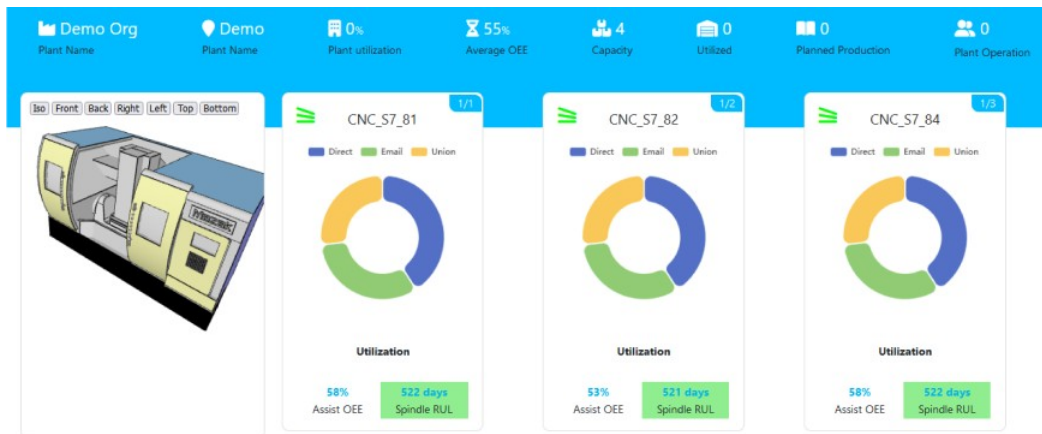 Demo Org
Plant Name
Demo
Plant Name
0%
Plant utilization
55%
Average OEE
4
Capacity
0
Utilized
0
Planned Production
0
Plant Operation
Iso Front Back Right Left Top Bottom
1/1
CNC_S7_81
Direct Email Union
Utilization
58%
Assist OEE
522 days
Spindle RUL
1/2
CNC_S7_82
Direct Email Union
Utilization
53%
Assist OEE
521 days
Spindle RUL
1/3
CNC_S7_84
Direct Email Union
Utilization
58%
Assist OEE
522 days
Spindle RUL